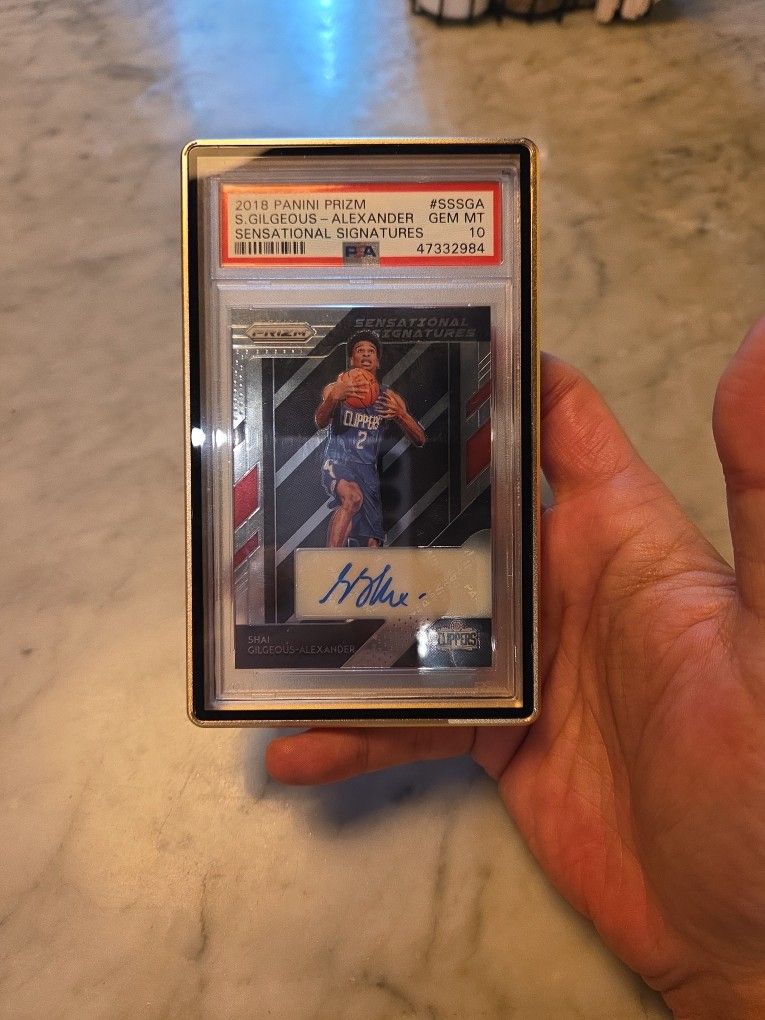 2018 PANINI PRIZM #SSSGA
S.GILGEOUS-ALEXANDER GEM MT
SENSATIONAL SIGNATURES 10
PSA 47332984
PRIZM
SENSATIONAL
SIGNATURES
CLIPPERS
2
SHAI
GILGEOUS-ALEXANDER
CLIPPERS